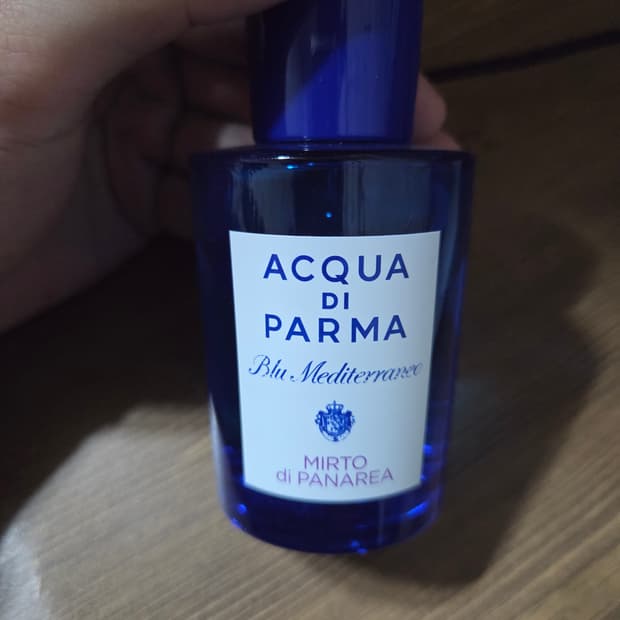 ACQUA
DI
PARMA
Blu Mediterraneo
MIRTO
di PANAREA